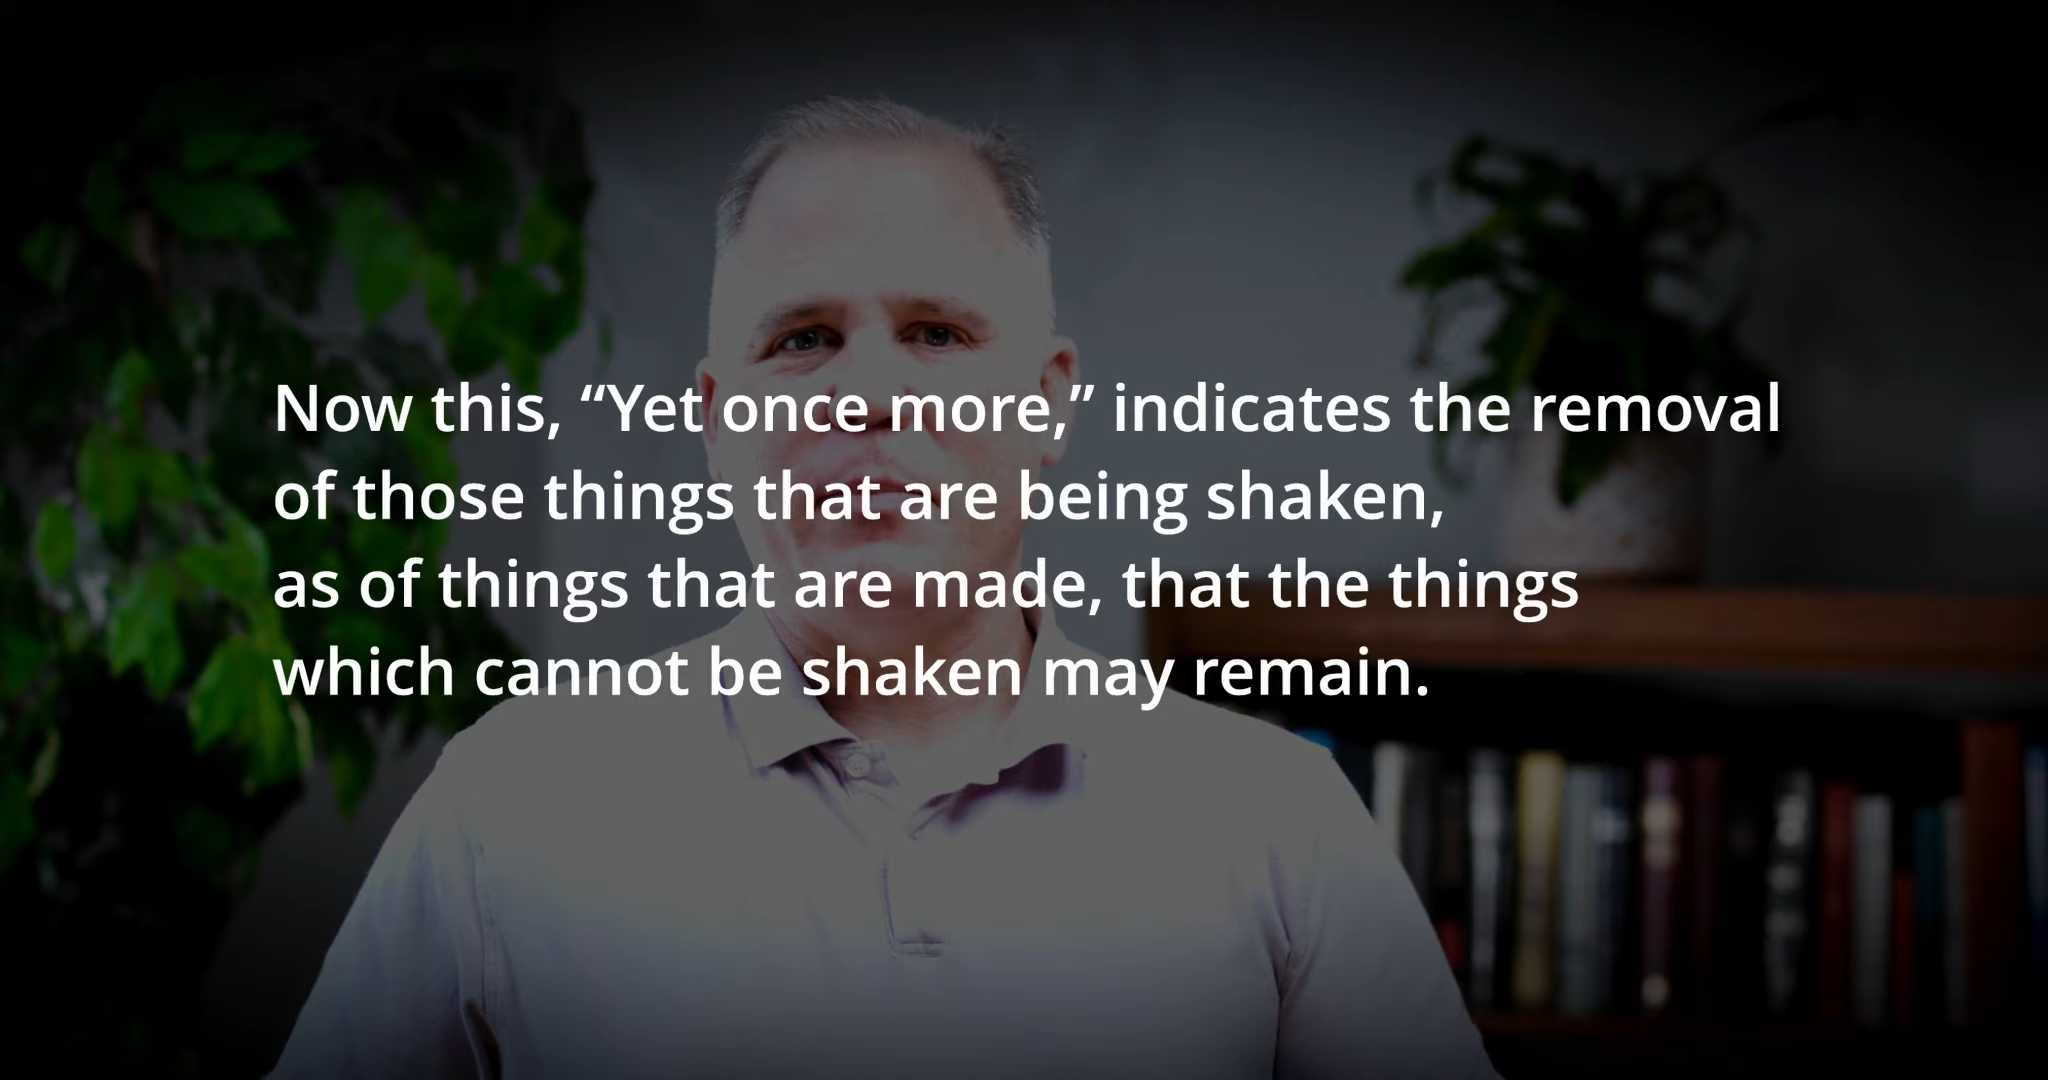 Now this, “Yet once more,” indicates the removal
of those things that are being shaken,
as of things that are made, that the things
which cannot be shaken may remain.